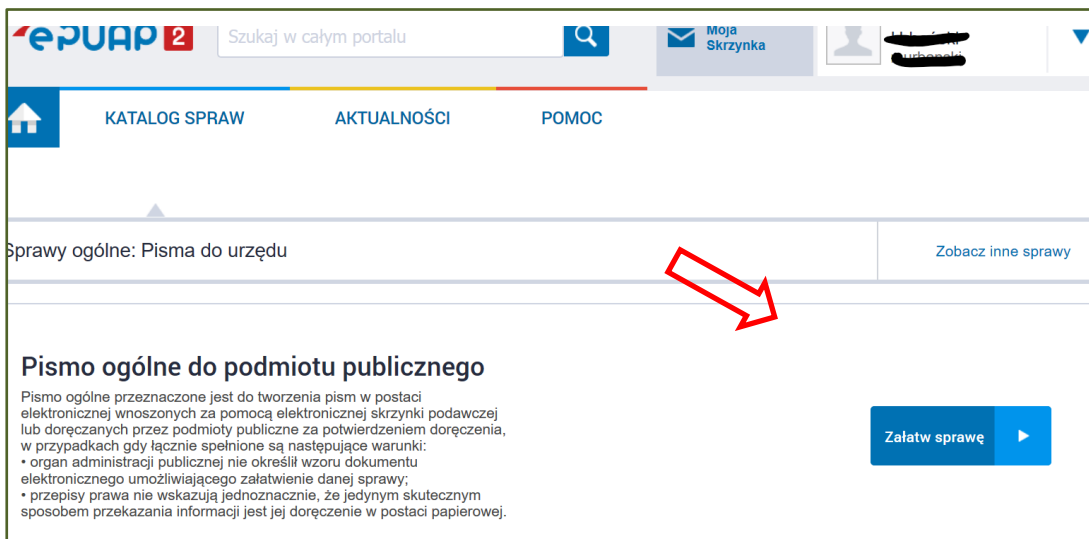 ePUAP 2
Szukaj w całym portalu
Moja
Skrzynka
KATALOG SPRAW
AKTUALNOŚCI
POMOC
Sprawy ogólne: Pisma do urzędu
Zobacz inne sprawy
Pismo ogólne do podmiotu publicznego
Pismo ogólne przeznaczone jest do tworzenia pism w postaci
elektronicznej wnoszonych za pomocą elektronicznej skrzynki podawczej
lub doręczanych przez podmioty publiczne za potwierdzeniem doręczenia,
w przypadkach gdy łącznie spełnione są następujące warunki:
• organ administracji publicznej nie określił wzoru dokumentu
elektronicznego umożliwiającego załatwienie danej sprawy;
• przepisy prawa nie wskazują jednoznacznie, że jedynym skutecznym
sposobem przekazania informacji jest jej doręczenie w postaci papierowej.
Załatw sprawę